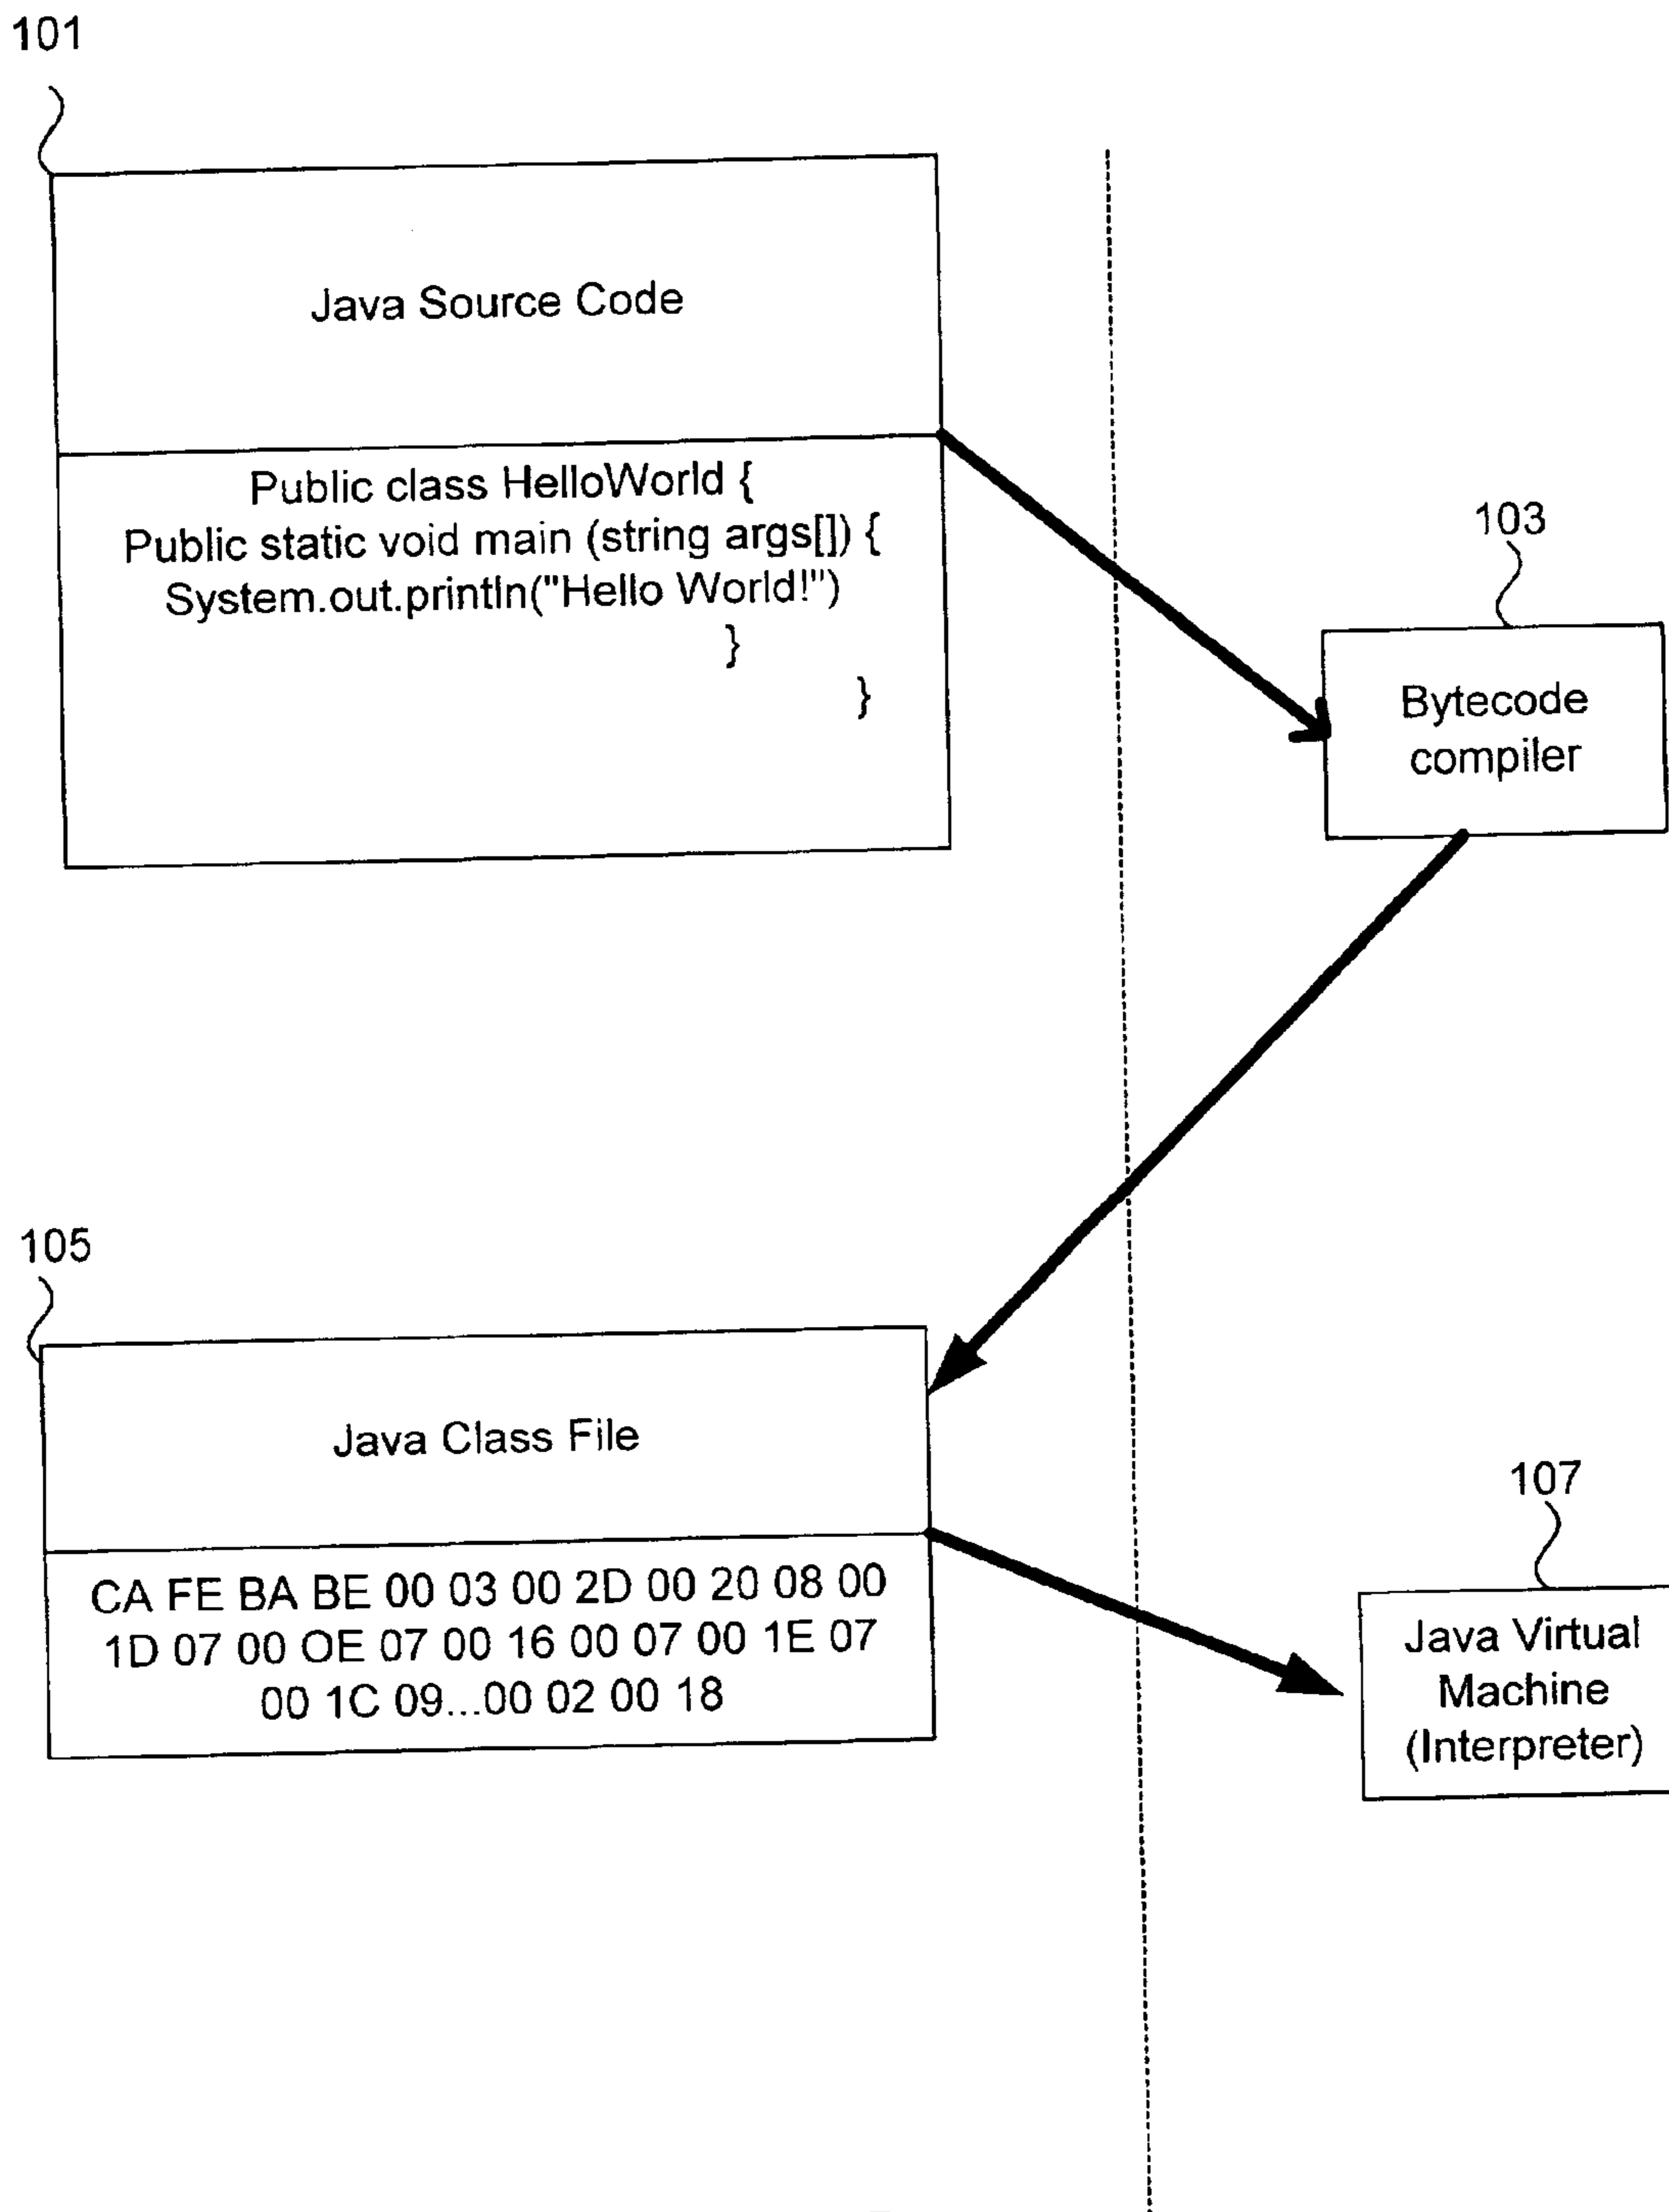 101
Java Source Code
Public class HelloWorld {
Public static void main (string args[]) {
System.out.println("Hello World!")
}
}
103
Bytecode
compiler
105
Java Class File
CA FE BA BE 00 03 00 2D 00 20 08 00
1D 07 00 OE 07 00 16 00 07 00 1E 07
00 1C 09...00 02 00 18
107
Java Virtual
Machine
(Interpreter)